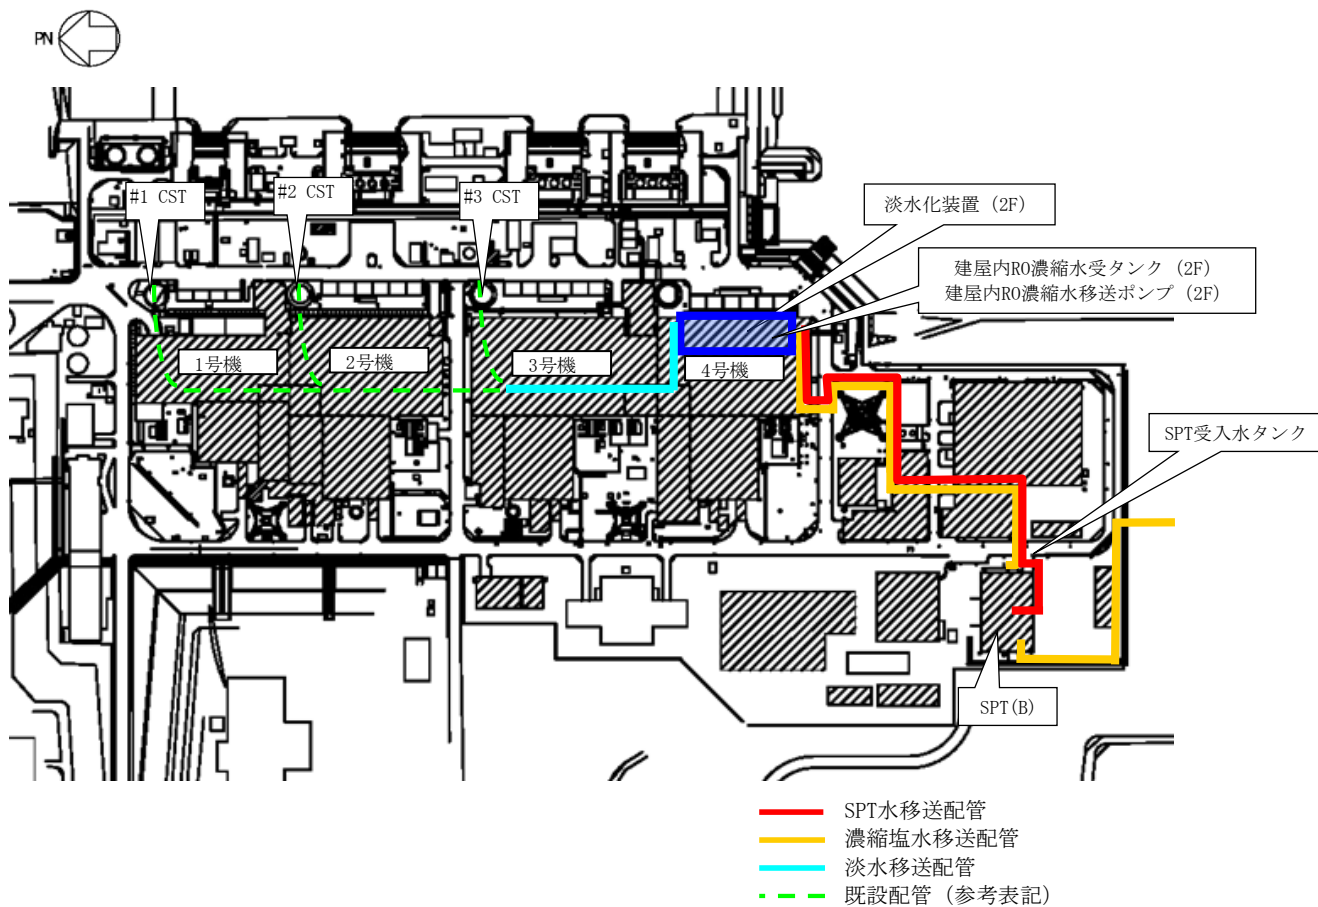 PN
#1 CST
#2 CST
#3 CST
淡水化装置 (2F)
建屋内RO濃縮水受タンク (2F)
建屋内RO濃縮水移送ポンプ (2F)
1号機
2号機
3号機
4号機
SPT受入水タンク
SPT(B)
SPT水移送配管
濃縮塩水移送配管
淡水移送配管
既設配管 (参考表記)